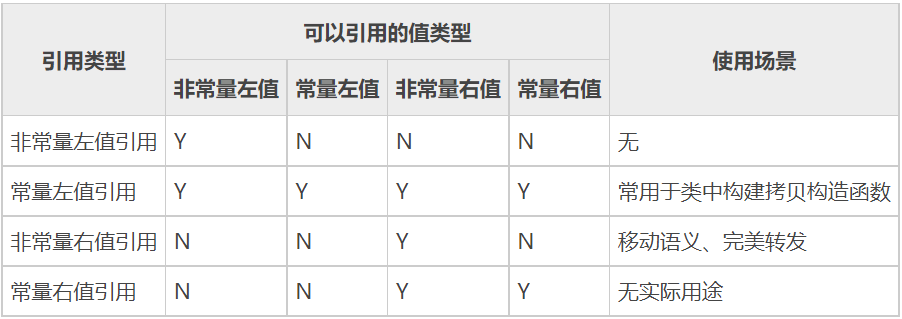 引用类型 可以引用的值类型 使用场景
非常量左值 常量左值 非常量右值 常量右值
非常量左值引用 Y N N N 无
常量左值引用 Y Y Y Y 常用于类中构建拷贝构造函数
非常量右值引用 N N Y N 移动语义、完美转发
常量右值引用 N N Y Y 无实际用途